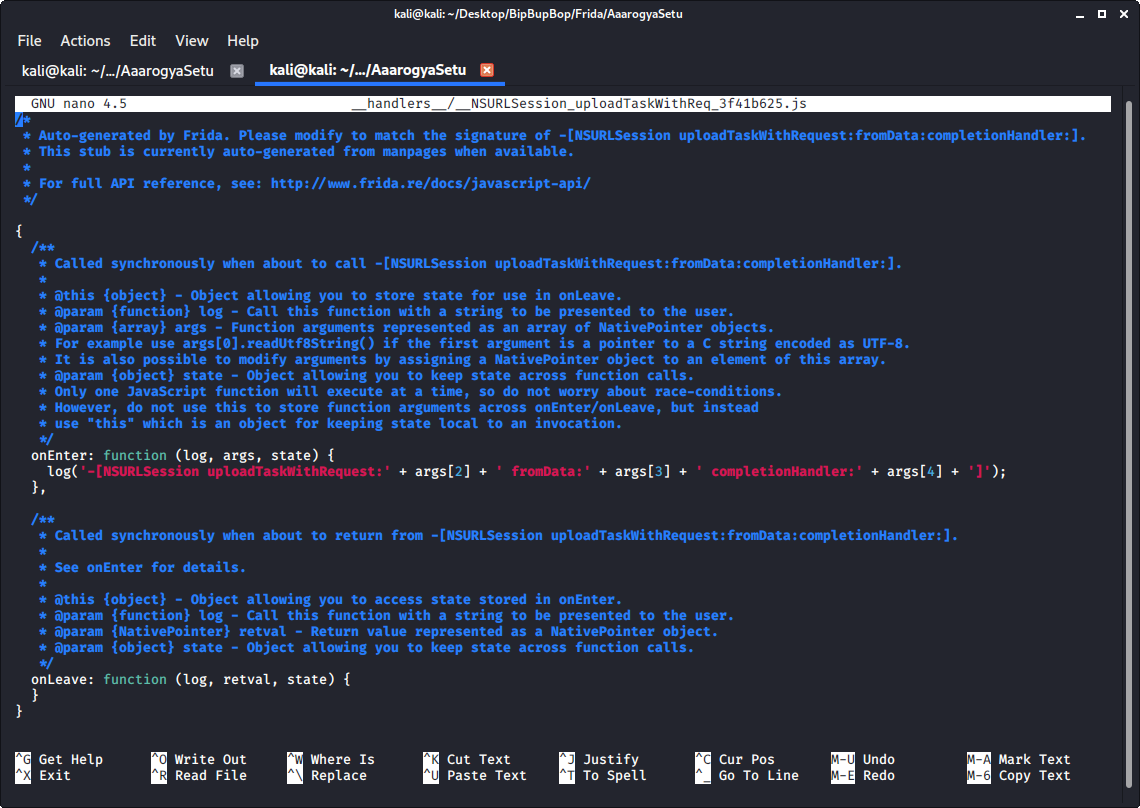 kali@kali: ~/Desktop/BipBupBop/Frida/AaarogyaSetu
File Actions Edit View Help
kali@kali: ~/.../AaarogyaSetu kali@kali: ~/.../AaarogyaSetu
GNU nano 4.5 __handlers__/__NSURLSession_uploadTaskWithReq_3f41b625.js
/*
 * Auto-generated by Frida. Please modify to match the signature of -[NSURLSession uploadTaskWithRequest:fromData:completionHandler:].
 * This stub is currently auto-generated from manpages when available.
 *
 * For full API reference, see: http://www.frida.re/docs/javascript-api/
 */
{
  /**
   * Called synchronously when about to call -[NSURLSession uploadTaskWithRequest:fromData:completionHandler:].
   *
   * @this {object} - Object allowing you to store state for use in onLeave.
   * @param {function} log - Call this function with a string to be presented to the user.
   * @param {array} args - Function arguments represented as an array of NativePointer objects.
   * For example use args[0].readUtf8String() if the first argument is a pointer to a C string encoded as UTF-8.
   * It is also possible to modify arguments by assigning a NativePointer object to an element of this array.
   * @param {object} state - Object allowing you to keep state across function calls.
   * Only one JavaScript function will execute at a time, so do not worry about race-conditions.
   * However, do not use this to store function arguments across onEnter/onLeave, but instead
   * use "this" which is an object for keeping state local to an invocation.
   */
  onEnter: function (log, args, state) {
    log('-[NSURLSession uploadTaskWithRequest:' + args[2] + ' fromData:' + args[3] + ' completionHandler:' + args[4] + ']');
  },
  /**
   * Called synchronously when about to return from -[NSURLSession uploadTaskWithRequest:fromData:completionHandler:].
   *
   * See onEnter for details.
   *
   * @this {object} - Object allowing you to access state stored in onEnter.
   * @param {function} log - Call this function with a string to be presented to the user.
   * @param {NativePointer} retval - Return value represented as a NativePointer object.
   * @param {object} state - Object allowing you to keep state across function calls.
   */
  onLeave: function (log, retval, state) {
  }
}
^G Get Help ^O Write Out ^W Where Is ^K Cut Text ^J Justify ^C Cur Pos M-U Undo M-A Mark Text
^X Exit ^R Read File ^\ Replace ^U Paste Text ^T To Spell ^_ Go To Line M-E Redo M-6 Copy Text